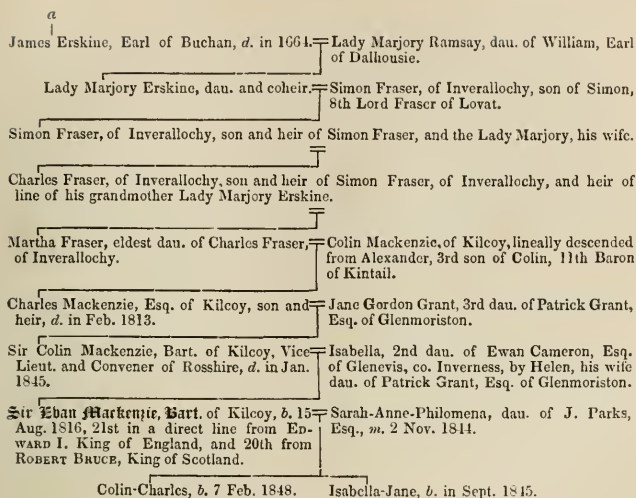 a
James Erskine, Earl of Buchan, d. in 1664. Lady Marjory Ramsay, dau. of William, Earl
of Dalhousie.
Lady Marjory Erskine, dau. and coheir. Simon Fraser, of Inverallochy, son of Simon,
8th Lord Fraser of Lovat.
Simon Fraser, of Inverallochy, son and heir of Simon Fraser, and the Lady Marjory, his wife.
Charles Fraser, of Inverallochy, son and heir of Simon Fraser, of Inverallochy, and heir of
line of his grandmother Lady Marjory Erskine.
Martha Fraser, eldest dau. of Charles Fraser,
of Inverallochy.
Colin Mackenzie, of Kilcoy, lineally descended
from Alexander, 3rd son of Colin, 11th Baron
of Kintail.
Charles Mackenzie, Esq. of Kilcoy, son and
heir, d. in Feb. 1813.
Jane Gordon Grant, 3rd dau. of Patrick Grant,
Esq. of Glenmoriston.
Sir Colin Mackenzie, Bart. of Kilcoy, Vice
Lieut. and Convener of Rosshire, d. in Jan.
1845.
Isabella, 2nd dau. of Ewan Cameron, Esq.
of Glenevis, co. Inverness, by Helen, his wife
dau. of Patrick Grant, Esq. of Glenmoriston.
Sir Evan Mackenzie, Bart. of Kilcoy, b. 15
Aug. 1816, 21st in a direct line from ED-
WARD I. King of England, and 20th from
ROBERT BRUCE, King of Scotland.
Sarah-Anne-Philomena, dau. of J. Parks,
Esq., m. 2 Nov. 1844.
Colin-Charles, b. 7 Feb. 1848. Isabella-Jane, b. in Sept. 1845.